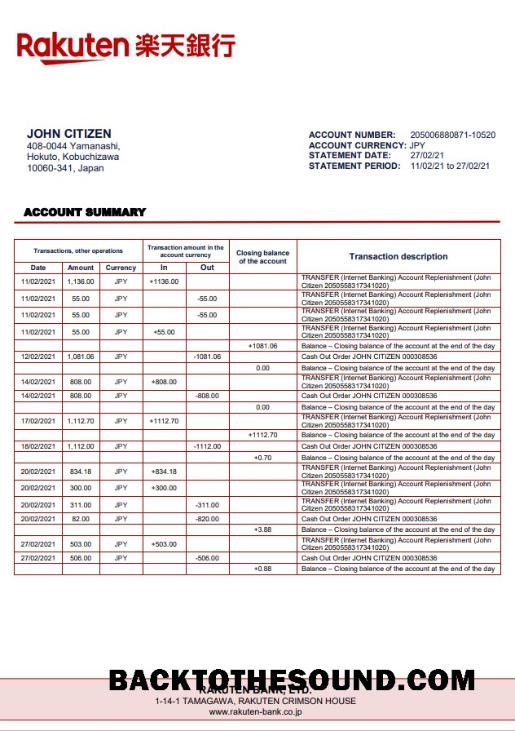 Rakuten 楽天銀行
JOHN CITIZEN
408-0044 Yamanashi,
Hokuto, Kobuchizawa
10060-341, Japan
ACCOUNT NUMBER: 205006880871-10520
ACCOUNT CURRENCY: JPY
STATEMENT DATE: 27/02/21
STATEMENT PERIOD: 11/02/21 to 27/02/21
ACCOUNT SUMMARY
Transactions, other operations
Transaction amount in the
account currency
Closing balance
of the account
Transaction description
Date Amount Currency In Out
11/02/2021 1,136.00 JPY +1136.00 TRANSFER (Internet Banking) Account Replenishment (John
Citizen 2050558317341020)
11/02/2021 55.00 JPY -55.00 TRANSFER (Internet Banking) Account Replenishment (John
Citizen 2050558317341020)
11/02/2021 55.00 JPY -55.00 TRANSFER (Internet Banking) Account Replenishment (John
Citizen 2050558317341020)
11/02/2021 55.00 JPY +55.00 TRANSFER (Internet Banking) Account Replenishment (John
Citizen 2050558317341020)
+1081.06 Balance – Closing balance of the account at the end of the day
12/02/2021 1,081.06 JPY -1081.06 Cash Out Order JOHN CITIZEN 000308536
0.00 Balance – Closing balance of the account at the end of the day
14/02/2021 808.00 JPY +808.00 TRANSFER (Internet Banking) Account Replenishment (John
Citizen 2050558317341020)
14/02/2021 808.00 JPY -808.00 Cash Out Order JOHN CITIZEN 000308536
0.00 Balance – Closing balance of the account at the end of the day
17/02/2021 1,112.70 JPY +1112.70 TRANSFER (Internet Banking) Account Replenishment (John
Citizen 2050558317341020)
+1112.70 Balance – Closing balance of the account at the end of the day
18/02/2021 1,112.00 JPY -1112.00 Cash Out Order JOHN CITIZEN 000308536
+0.70 Balance – Closing balance of the account at the end of the day
20/02/2021 834.18 JPY +834.18 TRANSFER (Internet Banking) Account Replenishment (John
Citizen 2050558317341020)
20/02/2021 300.00 JPY +300.00 TRANSFER (Internet Banking) Account Replenishment (John
Citizen 2050558317341020)
20/02/2021 311.00 JPY -311.00 TRANSFER (Internet Banking) Account Replenishment (John
Citizen 2050558317341020)
20/02/2021 82.00 JPY -820.00 Cash Out Order JOHN CITIZEN 000308536
+3.88 Balance – Closing balance of the account at the end of the day
27/02/2021 503.00 JPY +503.00 TRANSFER (Internet Banking) Account Replenishment (John
Citizen 2050558317341020)
27/02/2021 506.00 JPY -506.00 Cash Out Order JOHN CITIZEN 000308536
+0.88 Balance – Closing balance of the account at the end of the day
BACKTOTHESOUND.COM
RAKUTEN BANK, LTD.
1-14-1 TAMAGAWA, RAKUTEN CRIMSON HOUSE
www.rakuten-bank.co.jp